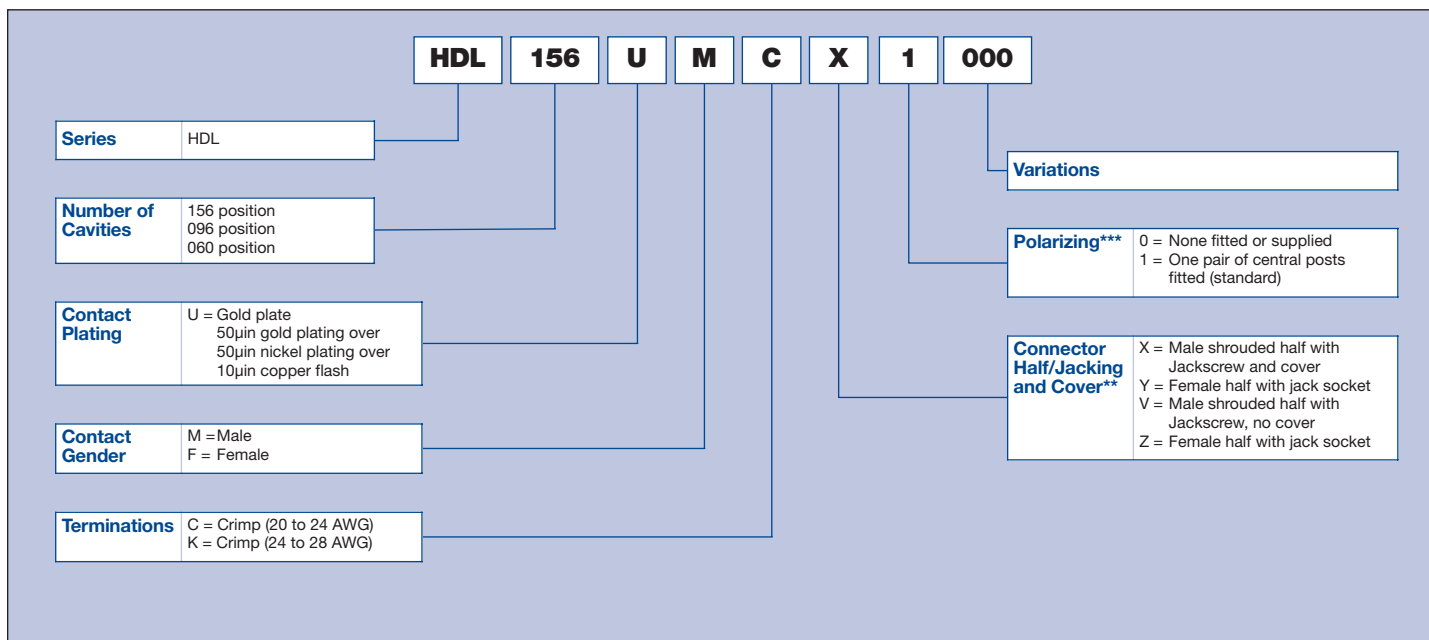 HDL 156 U M C X 1 000
Series HDL
Number of Cavities
156 position
096 position
060 position
Contact Plating
U = Gold plate
50µin gold plating over
50µin nickel plating over
10µin copper flash
Contact Gender
M =Male
F = Female
Terminations
C = Crimp (20 to 24 AWG)
K = Crimp (24 to 28 AWG)
Variations
Polarizing***
0 = None fitted or supplied
1 = One pair of central posts
fitted (standard)
Connector
Half/Jacking
and Cover**
X = Male shrouded half with
Jackscrew and cover
Y = Female half with jack socket
V = Male shrouded half with
Jackscrew, no cover
Z = Female half with jack socket